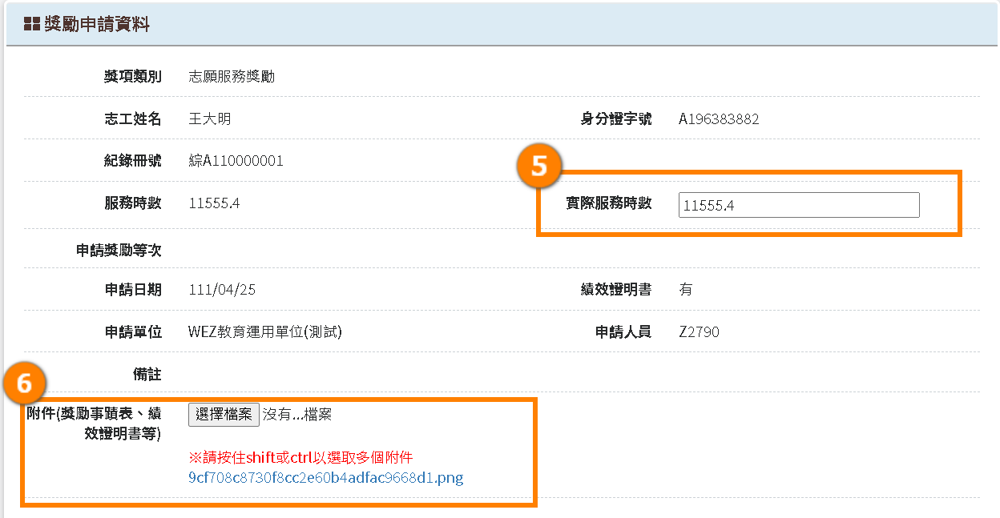 獎勵申請資料
獎項類別 志願服務獎勵
志工姓名 王大明 身分證字號 A196383882
紀錄冊號 綜A110000001
5
服務時數 11555.4 實際服務時數 11555.4
申請獎勵等次
申請日期 111/04/25 績效證明書 有
申請單位 WEZ教育運用單位(測試) 申請人員 Z2790
備註
6
附件(獎勵事蹟表、績 選擇檔案 沒有...檔案
效證明書等)
※請按住shift或ctrl以選取多個附件
9cf708c8730f8cc2e60b4adfac9668d1.png